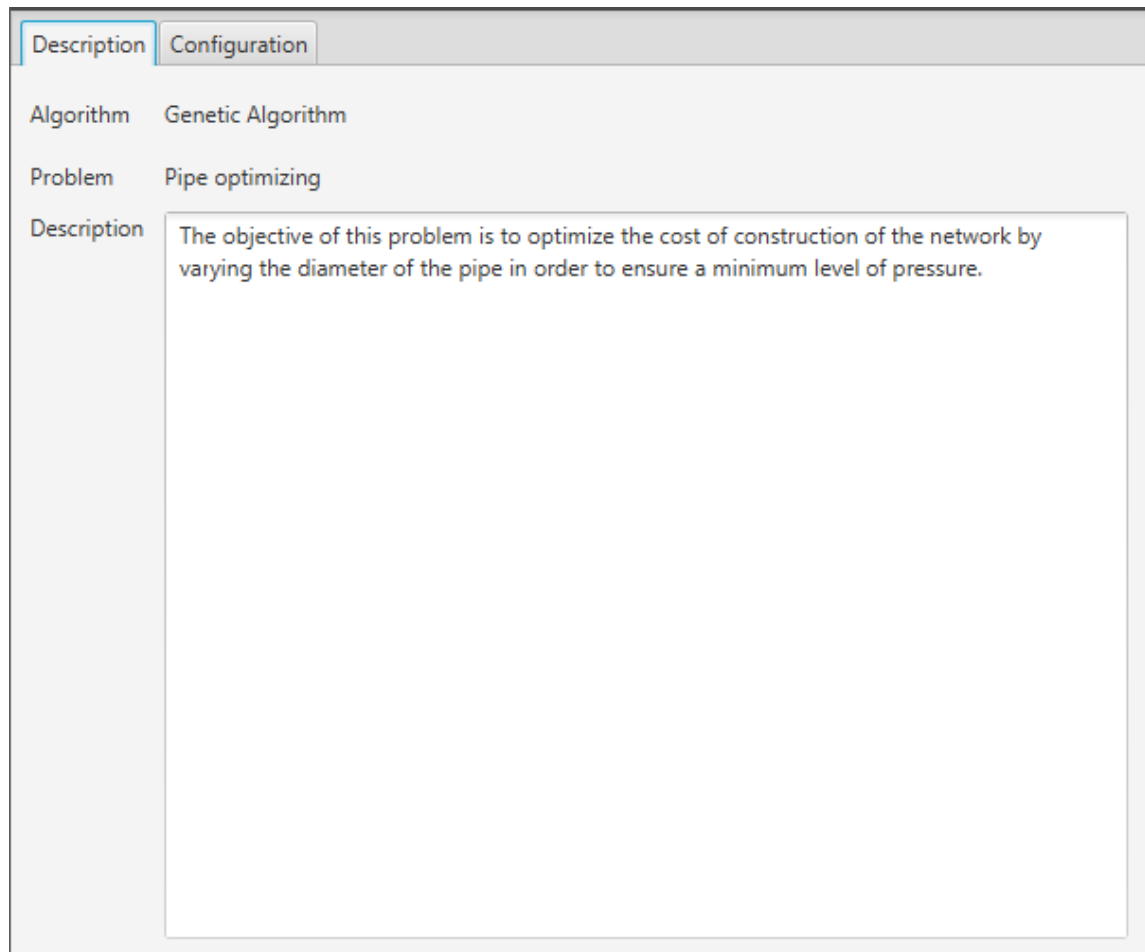 Description Configuration
Algorithm Genetic Algorithm
Problem Pipe optimizing
Description
The objective of this problem is to optimize the cost of construction of the network by
varying the diameter of the pipe in order to ensure a minimum level of pressure.